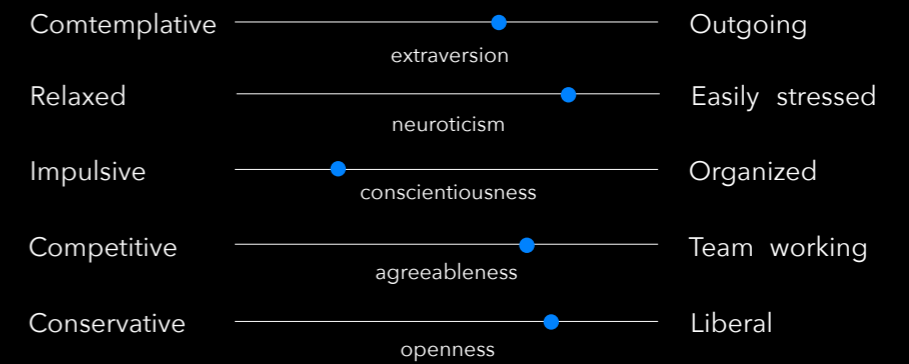 Comtemplative Outgoing
extraversion
Relaxed Easily stressed
neuroticism
Impulsive Organized
conscientiousness
Competitive Team working
agreeableness
Conservative Liberal
openness